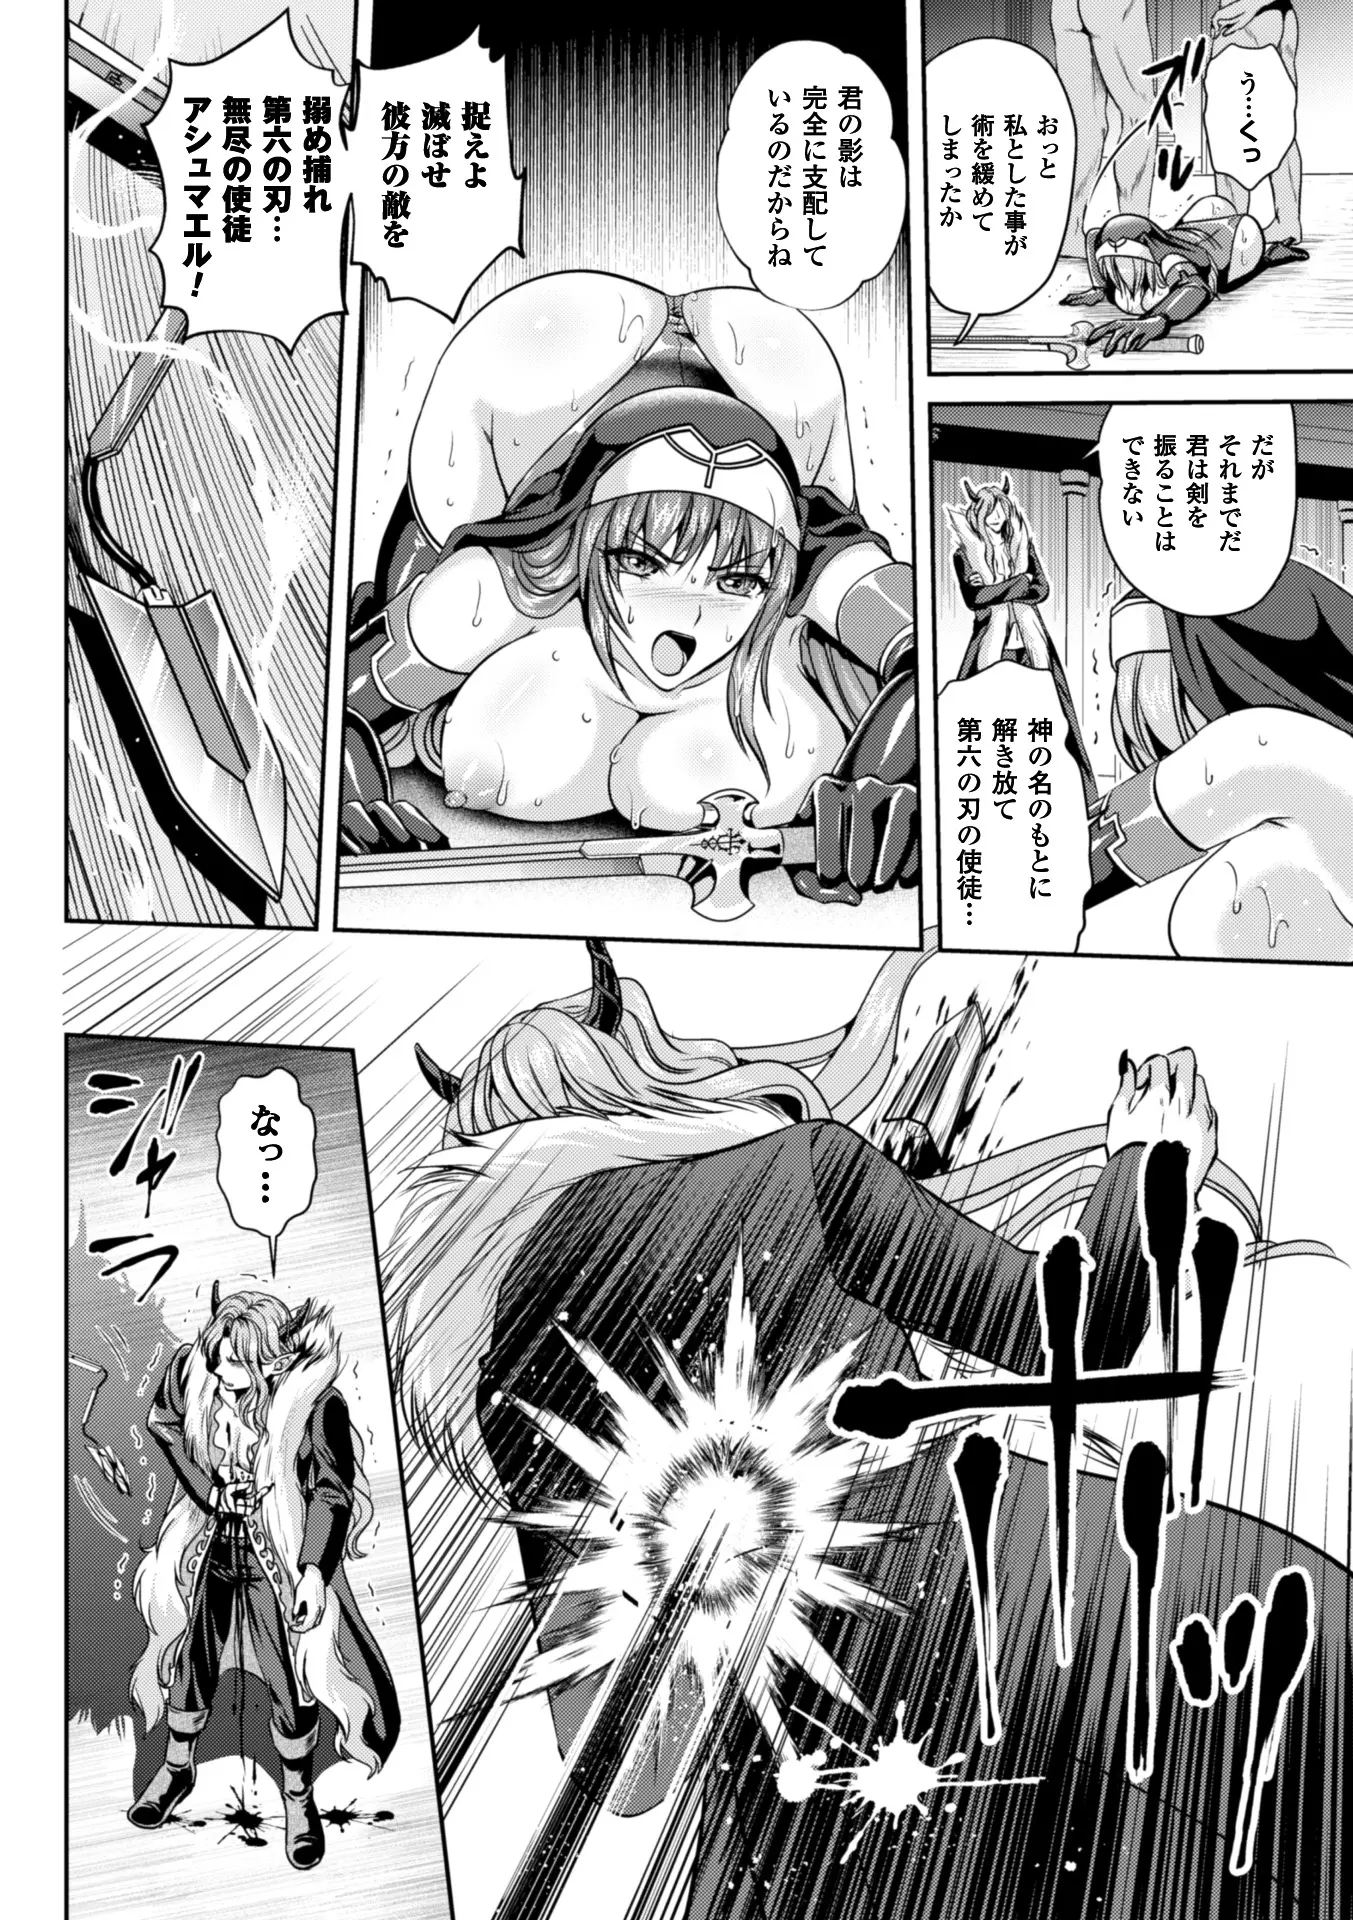 う…くっ
おっと
私とした事が
術を緩めて
しまったか
だが
それまでだ
君は剣を
振ることは
できない
神の名のもとに
解き放て
第六の刃の使徒…
君の影は
完全に支配して
いるのだからね
捉えよ
滅ぼせ
彼方の敵を
搦め捕れ
第六の刃…
無尽の使徒
アシュマエル！
なっ…
ジャラ